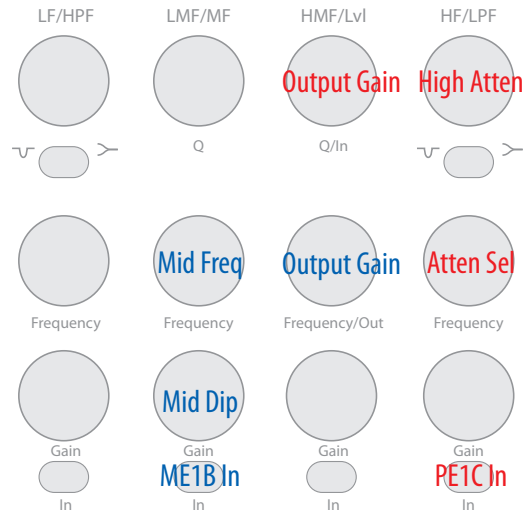 LF/HPF LMF/MF HMF/Lvl HF/LPF
Output Gain High Atten
Q Q/In
Mid Freq Output Gain Atten Sel
Frequency Frequency Frequency/Out Frequency
Mid Dip
Gain Gain Gain Gain
ME1B In PE1C In
In In In In